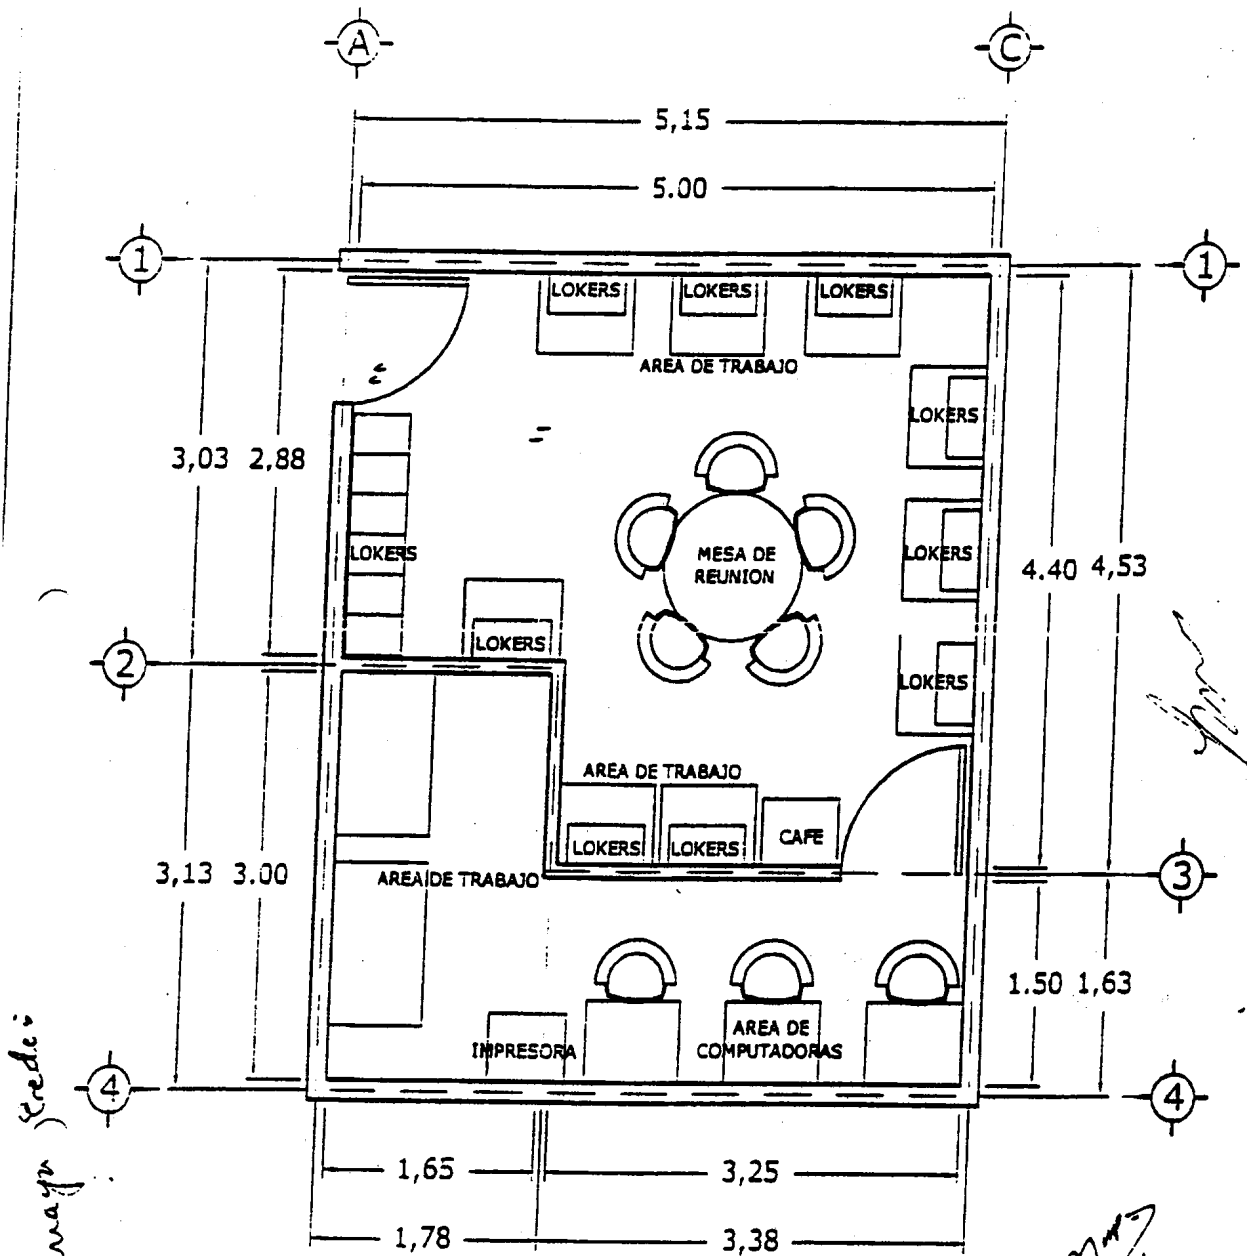 A C
5,15
5.00
1 1
LOKERS LOKERS LOKERS
AREA DE TRABAJO
LOKERS
3,03 2,88
LOKERS
LOKERS
MESA DE
REUNION
4.40 4,53
LOKERS
2
LOKERS
AREA DE TRABAJO
LOKERS LOKERS CAFE
3,13 3.00
AREA DE TRABAJO
3
1.50 1,63
IMPRESORA
AREA DE
COMPUTADORAS
4 4
1,65 3,25
1,78 3,38